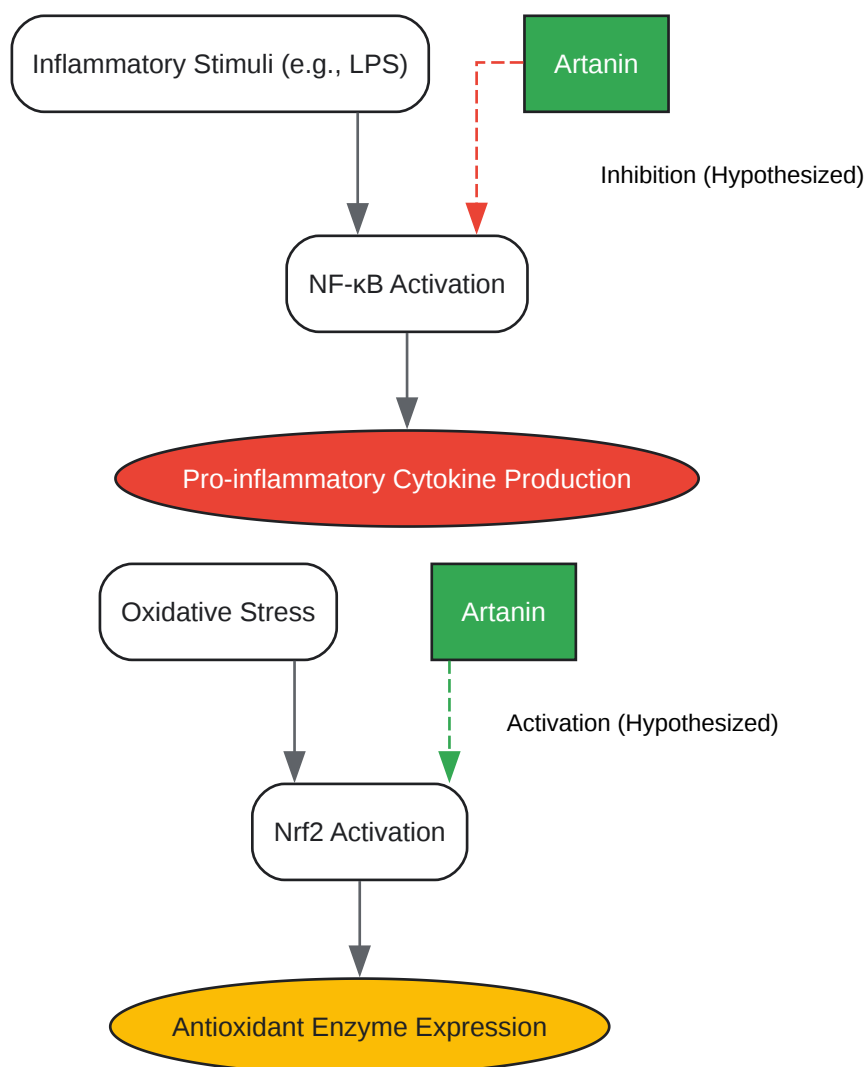 Inflammatory Stimuli (e.g., LPS)
Artanin
Inhibition (Hypothesized)
NF-κB Activation
Pro-inflammatory Cytokine Production
Oxidative Stress
Artanin
Activation (Hypothesized)
Nrf2 Activation
Antioxidant Enzyme Expression